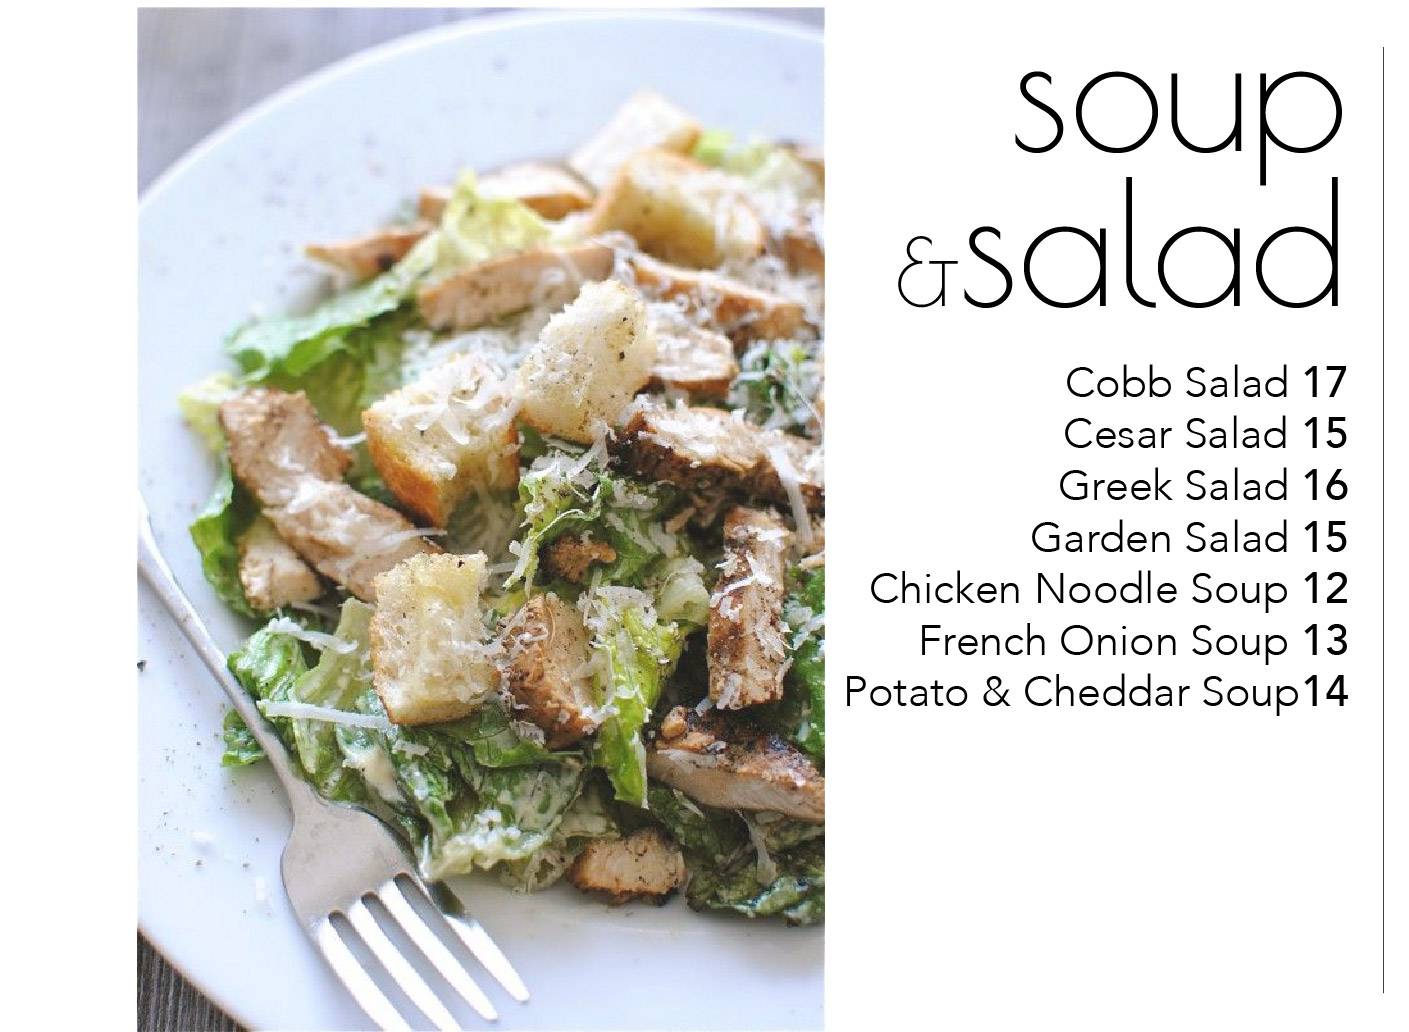 soup
&salad
Cobb Salad 17
Cesar Salad 15
Greek Salad 16
Garden Salad 15
Chicken Noodle Soup 12
French Onion Soup 13
Potato & Cheddar Soup14